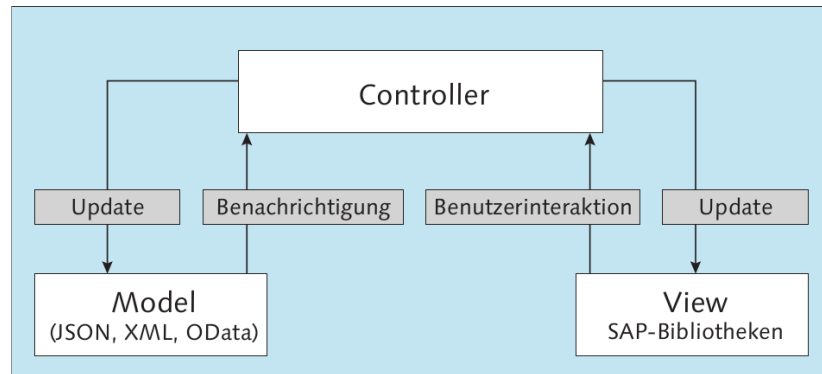 Controller
Update
Benachrichtigung
Benutzerinteraktion
Update
Model
(JSON, XML, OData)
View
SAP-Bibliotheken